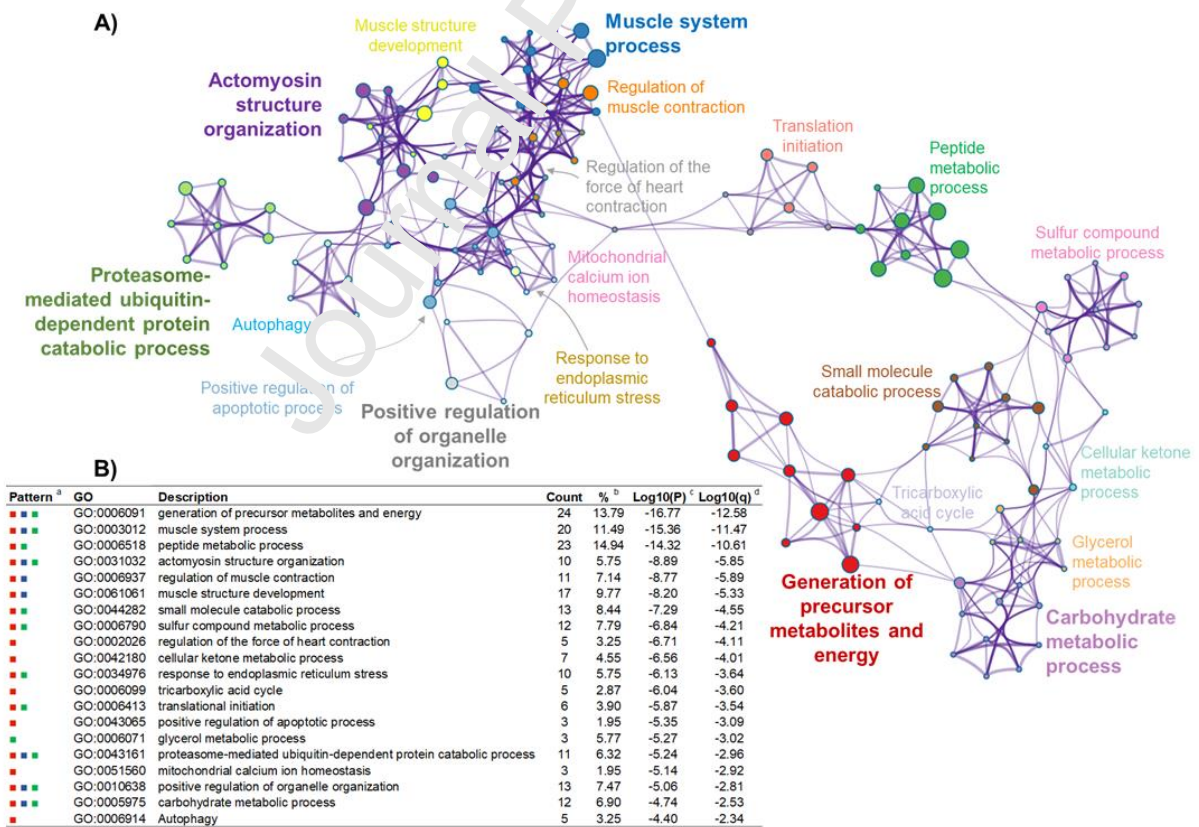 A)
Muscle structure
development
Muscle system
process
Actomyosin
structure
organization
Regulation of
muscle contraction
Translation
initiation
Peptide
metabolic
process
Regulation of the
force of heart
contraction
Sulfur compound
metabolic process
Mitochondrial
calcium ion
homeostasis
Proteasome-
mediated ubiquitin-
dependent protein
catabolic process
Autophagy
Journal P
Positive regulation of
apoptotic process
Response to
endoplasmic
reticulum stress
Small molecule
catabolic process
Positive regulation
of organelle
organization
Cellular ketone
metabolic
process
Tricarboxylic
acid cycle
Glycerol
metabolic
process
Generation of
precursor
metabolites and
energy
Carbohydrate
metabolic
process
B)
Pattern a GO Description Count % b Log10(P) c Log10(q) d
GO:0006091 generation of precursor metabolites and energy 24 13.79 -16.77 -12.58
GO:0003012 muscle system process 20 11.49 -15.36 -11.47
GO:0006518 peptide metabolic process 23 14.94 -14.32 -10.61
GO:0031032 actomyosin structure organization 10 5.75 -8.89 -5.85
GO:0006937 regulation of muscle contraction 11 7.14 -8.77 -5.89
GO:0061061 muscle structure development 17 9.77 -8.20 -5.33
GO:0044282 small molecule catabolic process 13 8.44 -7.29 -4.55
GO:0006790 sulfur compound metabolic process 12 7.79 -6.84 -4.21
GO:0002026 regulation of the force of heart contraction 5 3.25 -6.71 -4.11
GO:0042180 cellular ketone metabolic process 7 4.55 -6.56 -4.01
GO:0034976 response to endoplasmic reticulum stress 10 5.75 -6.13 -3.64
GO:0006099 tricarboxylic acid cycle 5 2.87 -6.04 -3.60
GO:0006413 translational initiation 6 3.90 -5.87 -3.54
GO:0043065 positive regulation of apoptotic process 3 1.95 -5.35 -3.09
GO:0006071 glycerol metabolic process 3 5.77 -5.27 -3.02
GO:0043161 proteasome-mediated ubiquitin-dependent protein catabolic process 11 6.32 -5.24 -2.96
GO:0051560 mitochondrial calcium ion homeostasis 3 1.95 -5.14 -2.92
GO:0010638 positive regulation of organelle organization 13 7.47 -5.06 -2.81
GO:0005975 carbohydrate metabolic process 12 6.90 -4.74 -2.53
GO:0006914 Autophagy 5 3.25 -4.40 -2.34